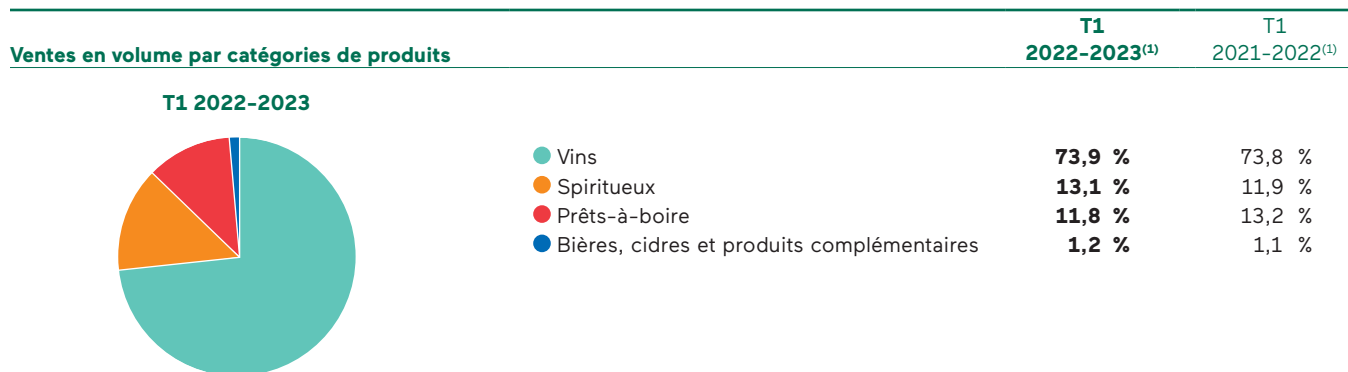 T1 T1
Ventes en volume par catégories de produits 2022-2023(1) 2021-2022(1)
T1 2022-2023
Vins 73,9 % 73,8 %
Spiritueux 13,1 % 11,9 %
Prêts-à-boire 11,8 % 13,2 %
Bières, cidres et produits complémentaires 1,2 % 1,1 %